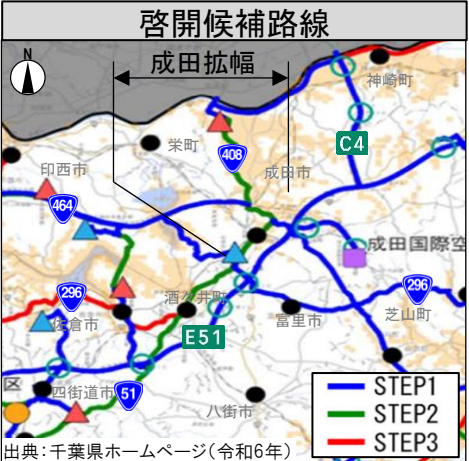 啓開候補路線
N
成田拡幅
神崎町
栄町
C4
408
成田市
印西市
464
成田国際空
296
酒々井町
296
佐倉市
富里市
芝山町
E51
区
四街道市
51
八街市
STEP1
STEP2
STEP3
出典：千葉県ホームページ（令和6年）